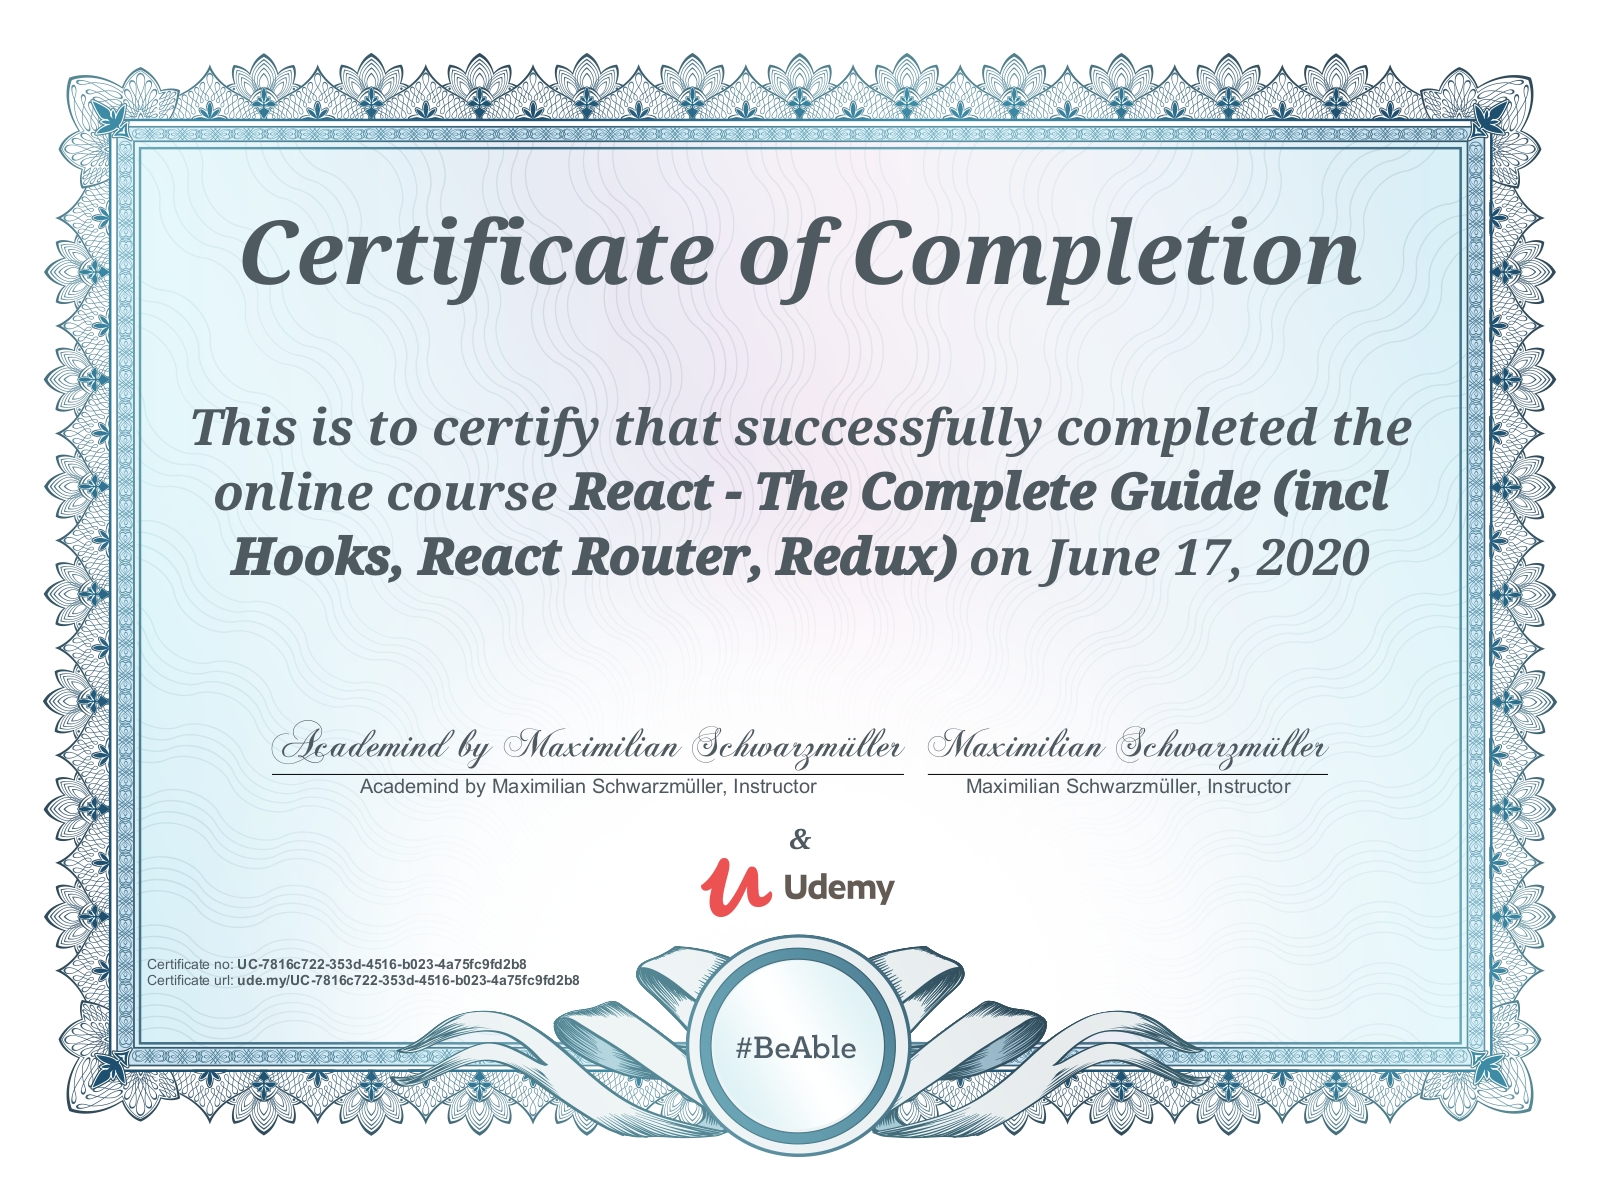 Certificate of Completion
This is to certify that successfully completed the
online course React - The Complete Guide (incl
Hooks, React Router, Redux) on June 17, 2020
Academind by Maximilian Schwarzmüller Maximilian Schwarzmüller
Academind by Maximilian Schwarzmüller, Instructor Maximilian Schwarzmüller, Instructor
&
Udemy
Certificate no: UC-7816c722-353d-4516-b023-4a75fc9fd2b8
Certificate url: ude.my/UC-7816c722-353d-4516-b023-4a75fc9fd2b8
#BeAble